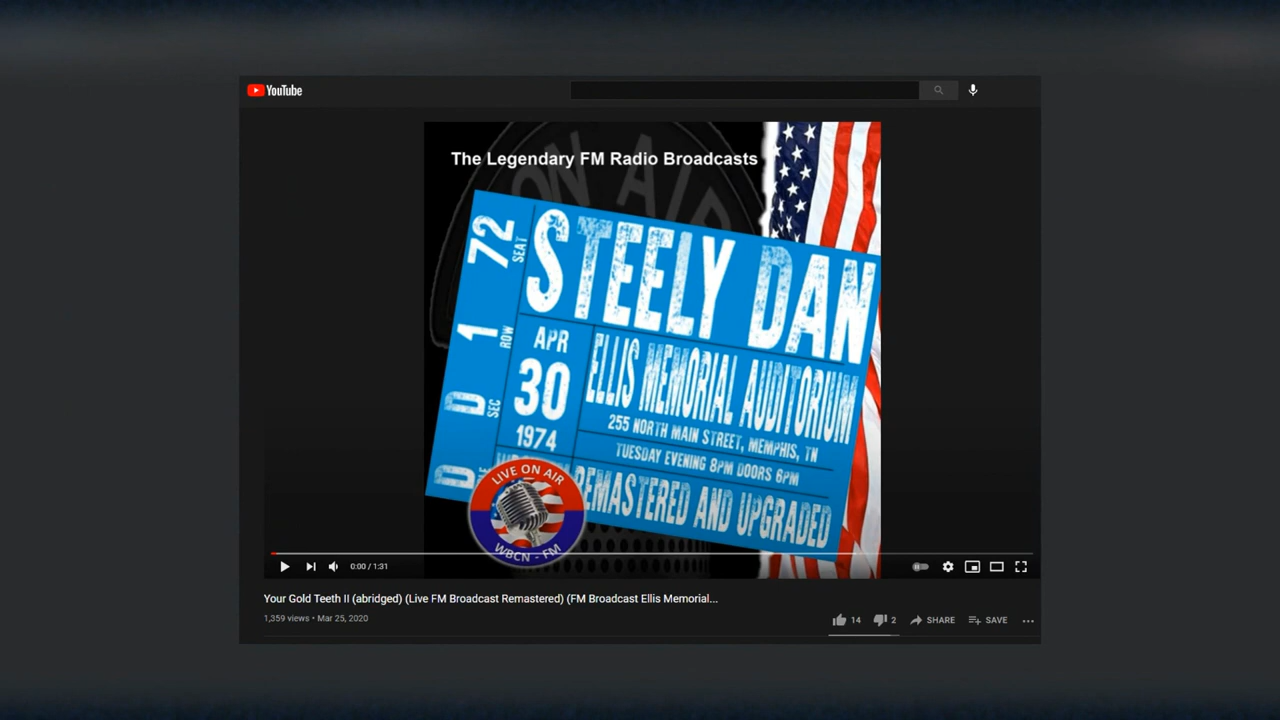 YouTube
The Legendary FM Radio Broadcasts
ON AIR
72
SEAT
STEELY DAN
1
ROW
APR
30
1974
ELLIS MEMORIAL AUDITORIUM
255 NORTH MAIN STREET, MEMPHIS, TN
D
SEC
TUESDAY EVENING 8PM DOORS 6PM
D
REMASTERED AND UPGRADED
LIVE ON AIR
WBCN - FM
0:00 / 1:31
Your Gold Teeth II (abridged) (Live FM Broadcast Remastered) (FM Broadcast Ellis Memorial...
1,359 views • Mar 25, 2020
14
2
SHARE
SAVE